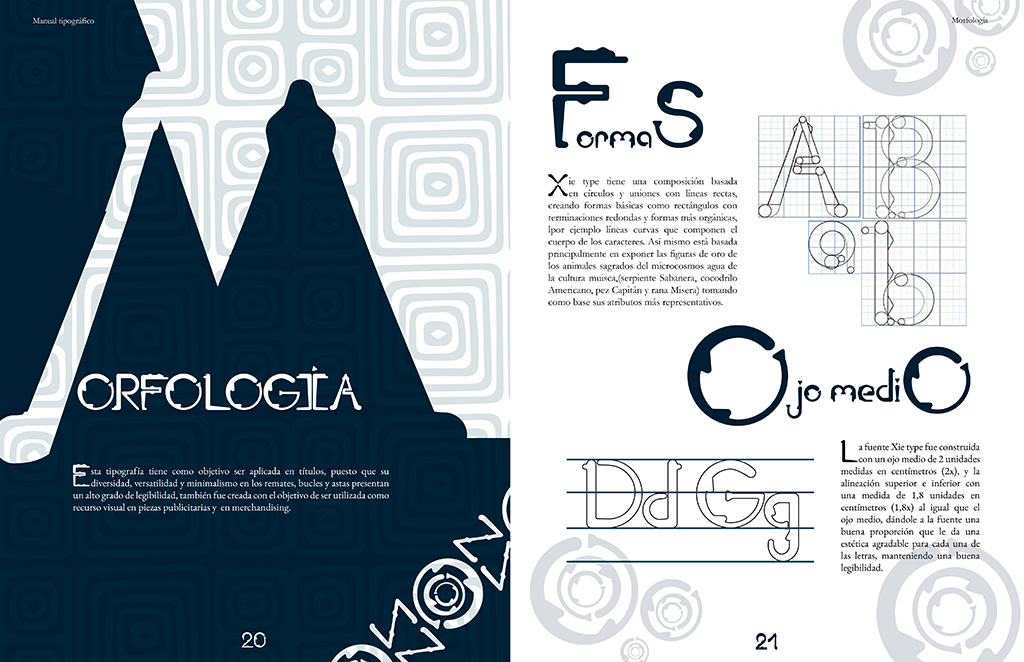 Manual tipográfico
MORFOLOGÍA
Esta tipografía tiene como objetivo ser aplicada en títulos, puesto que su
diversidad, versatilidad y minimalismo en los remates, bucles y astas presentan
un alto grado de legibilidad, también fue creada con el objetivo de ser utilizada como
recurso visual en piezas publicitarias y en merchandising.
20
Morfología
FormaS
Xie type tiene una composición basada
en círculos y uniones con líneas rectas,
creando formas básicas como rectángulos con
terminaciones redondas y formas más orgánicas,
lpor ejemplo líneas curvas que componen el
cuerpo de los caracteres. Así mismo está basada
principalmente en exponer las figuras de oro de
los animales sagrados del microcosmos agua de
la cultura muisca,(serpiente Sabanera, cocodrilo
Americano, pez Capitán y rana Misera) tomando
como base sus atributos más representativos.
A B
a b
Ojo mediO
La fuente Xie type fue construida
con un ojo medio de 2 unidades
medidas en centímetros (2x), y la
alineación superior e inferior con
una medida de 1,8 unidades en
centímetros (1,8x) al igual que el
ojo medio, dándole a la fuente una
buena proporción que le da una
estética agradable para cada una de
las letras, manteniendo una buena
legibilidad.
Dd Gg
21